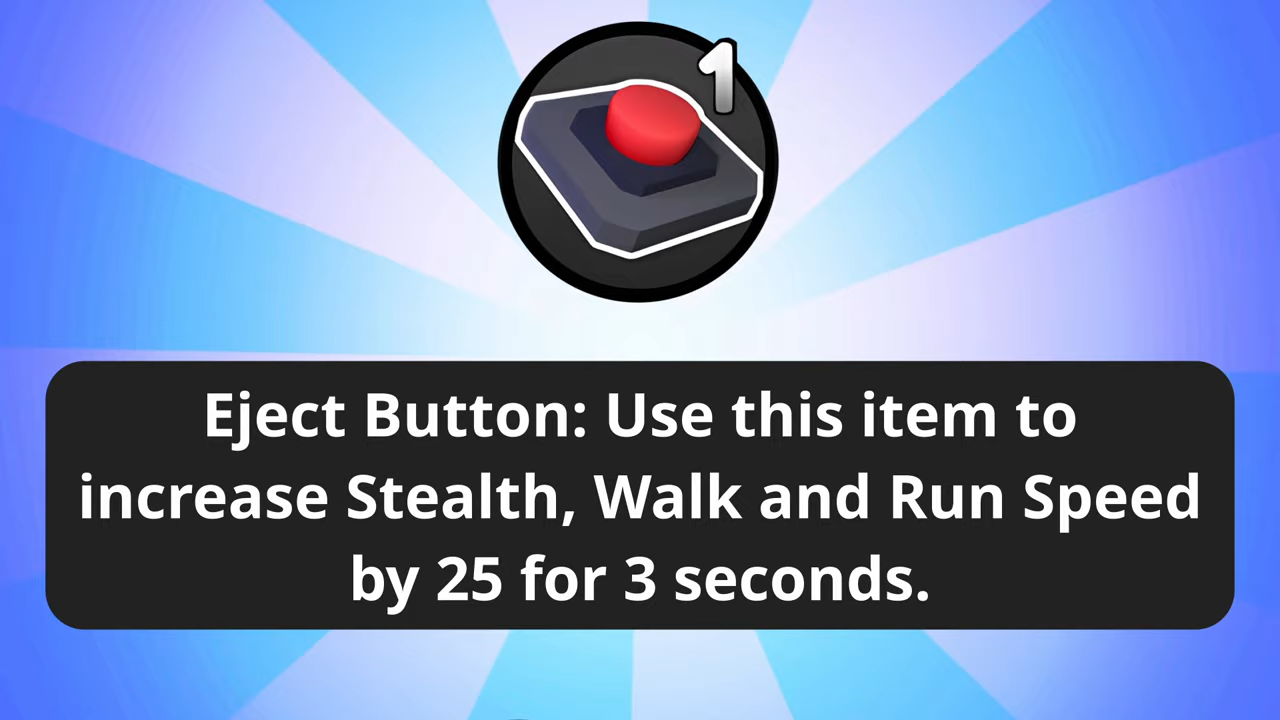 1
Eject Button: Use this item to
increase Stealth, Walk and Run Speed
by 25 for 3 seconds.